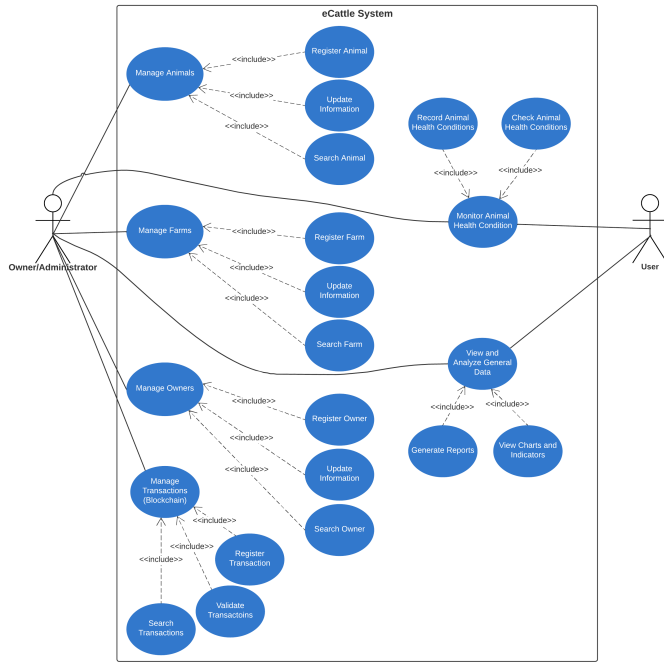 eCattle System
Register Animal
<<include>>
Manage Animals
Update
Information
<<include>>
<<include>>
Search Animal
Record Animal
Health Conditions
Check Animal
Health Conditions
<<include>>
<<include>>
Monitor Animal
Health Condition
Owner/Administrator
User
Manage Farms
<<include>>
Register Farm
<<include>>
Update
Information
<<include>>
Search Farm
View and
Analyze General
Data
<<include>>
<<include>>
Generate Reports
View Charts and
Indicators
Manage Owners
<<include>>
Register Owner
<<include>>
Update
Information
<<include>>
Search Owner
Manage
Transactions
(Blockchain)
<<include>>
<<include>>
<<include>>
Register
Transaction
Validate
Transactoins
Search
Transactions